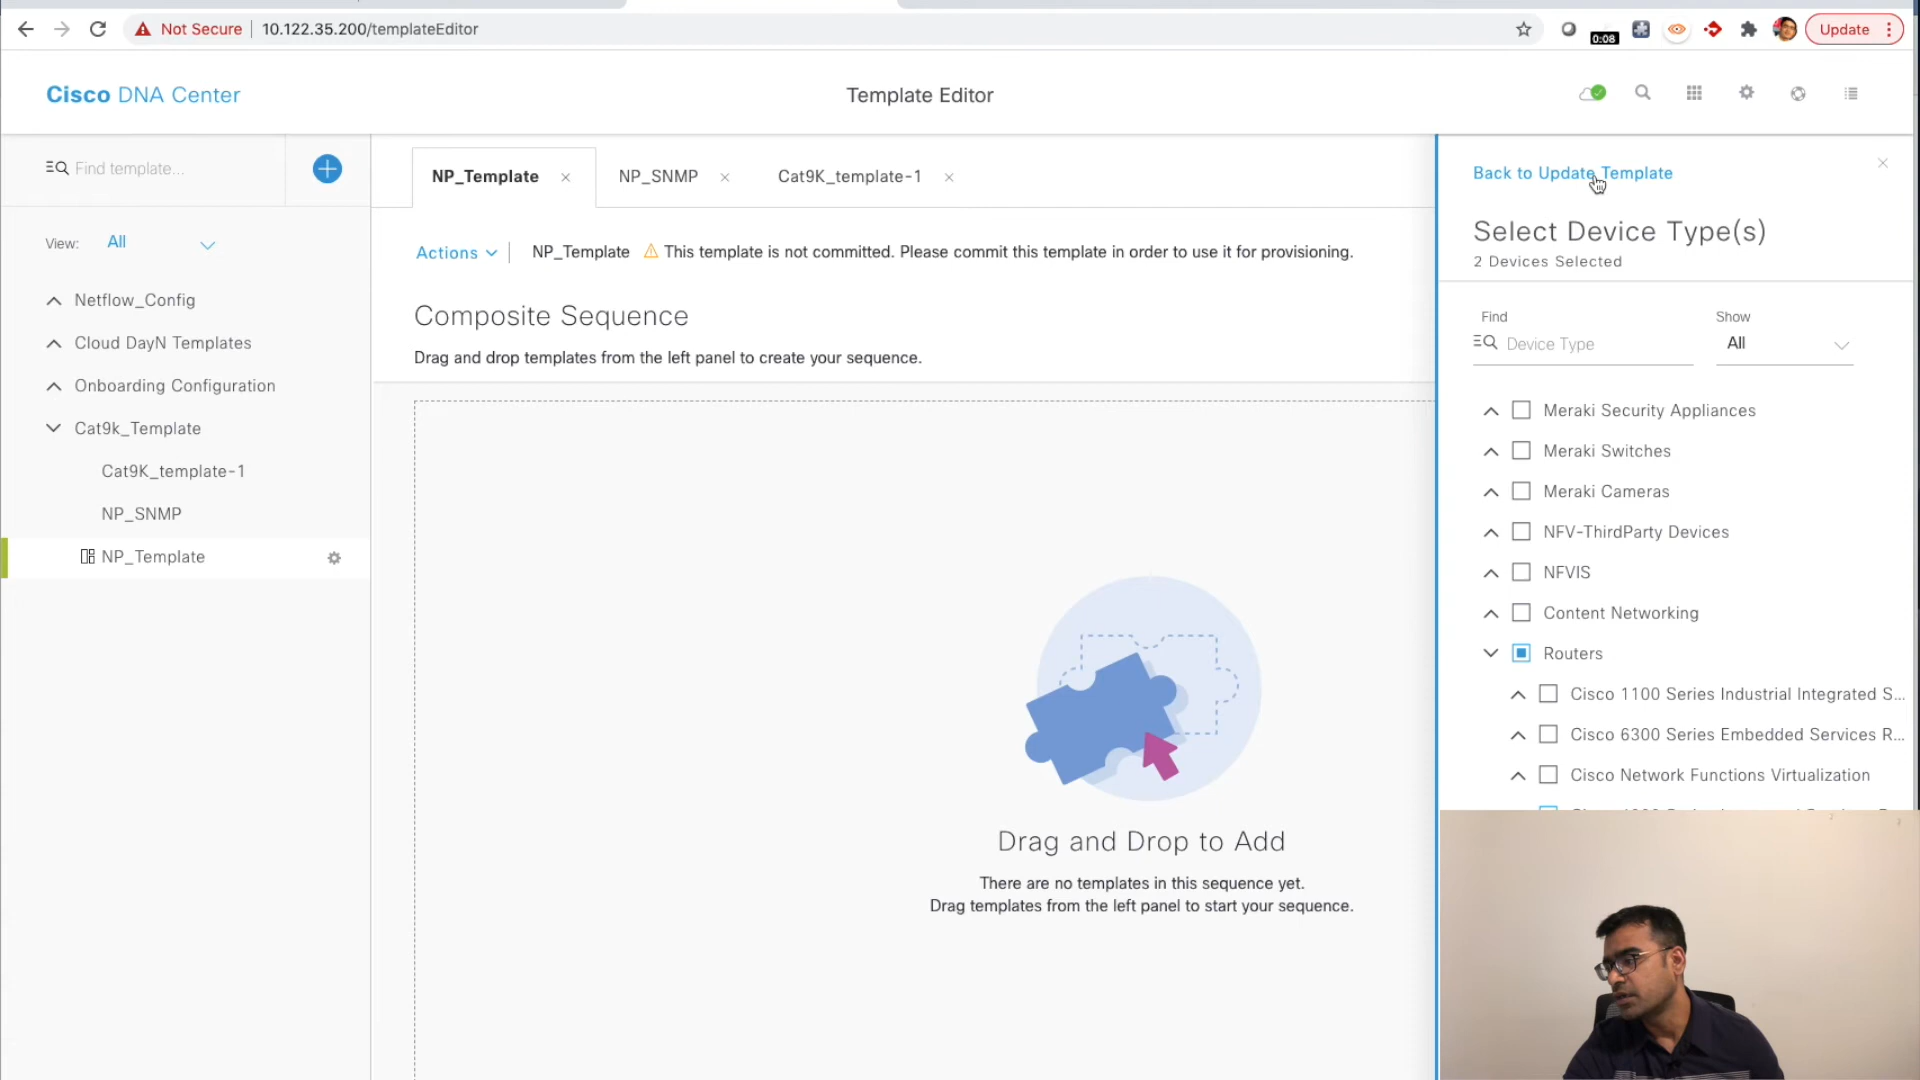 Not Secure
10.122.35.200/templateEditor
0:08
Update
Cisco DNA Center
Template Editor
Find template...
View: All
Netflow_Config
Cloud DayN Templates
Onboarding Configuration
Cat9k_Template
Cat9K_template-1
NP_SNMP
NP_Template
NP_Template
NP_SNMP
Cat9K_template-1
Actions
NP_Template
This template is not committed. Please commit this template in order to use it for provisioning.
Composite Sequence
Drag and drop templates from the left panel to create your sequence.
Drag and Drop to Add
There are no templates in this sequence yet.
Drag templates from the left panel to start your sequence.
Back to Update Template
Select Device Type(s)
2 Devices Selected
Find
Device Type
Show
All
Meraki Security Appliances
Meraki Switches
Meraki Cameras
NFV-ThirdParty Devices
NFVIS
Content Networking
Routers
Cisco 1100 Series Industrial Integrated S...
Cisco 6300 Series Embedded Services R...
Cisco Network Functions Virtualization